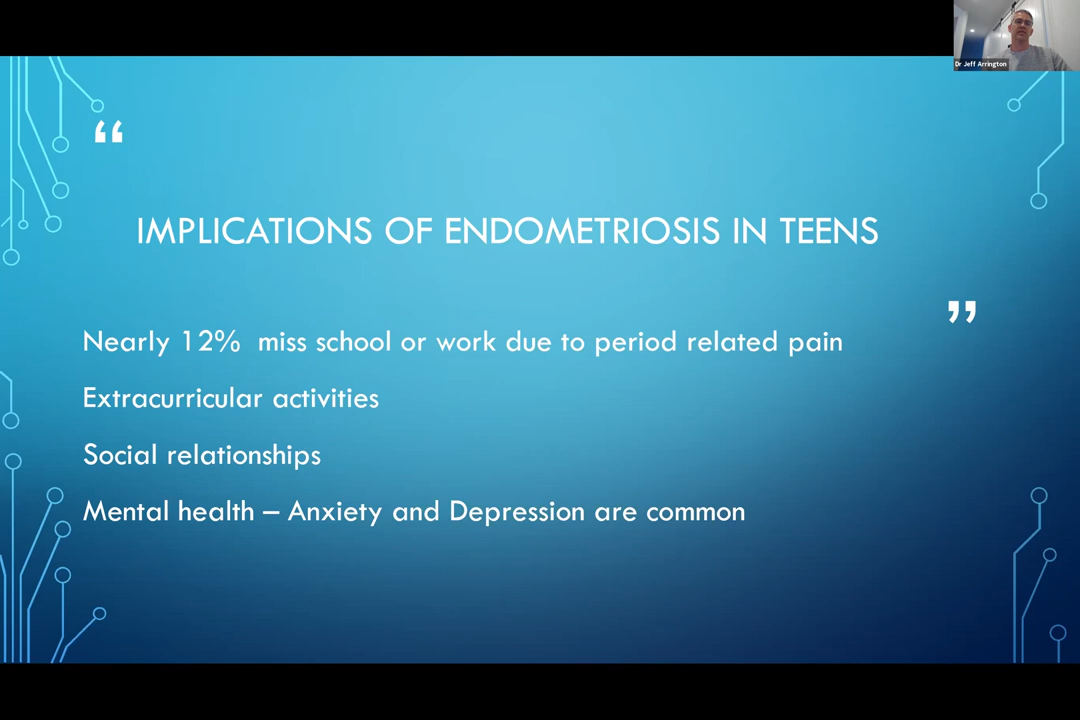 Dr Jeff Arrington
“
IMPLICATIONS OF ENDOMETRIOSIS IN TEENS
”
Nearly 12% miss school or work due to period related pain
Extracurricular activities
Social relationships
Mental health – Anxiety and Depression are common